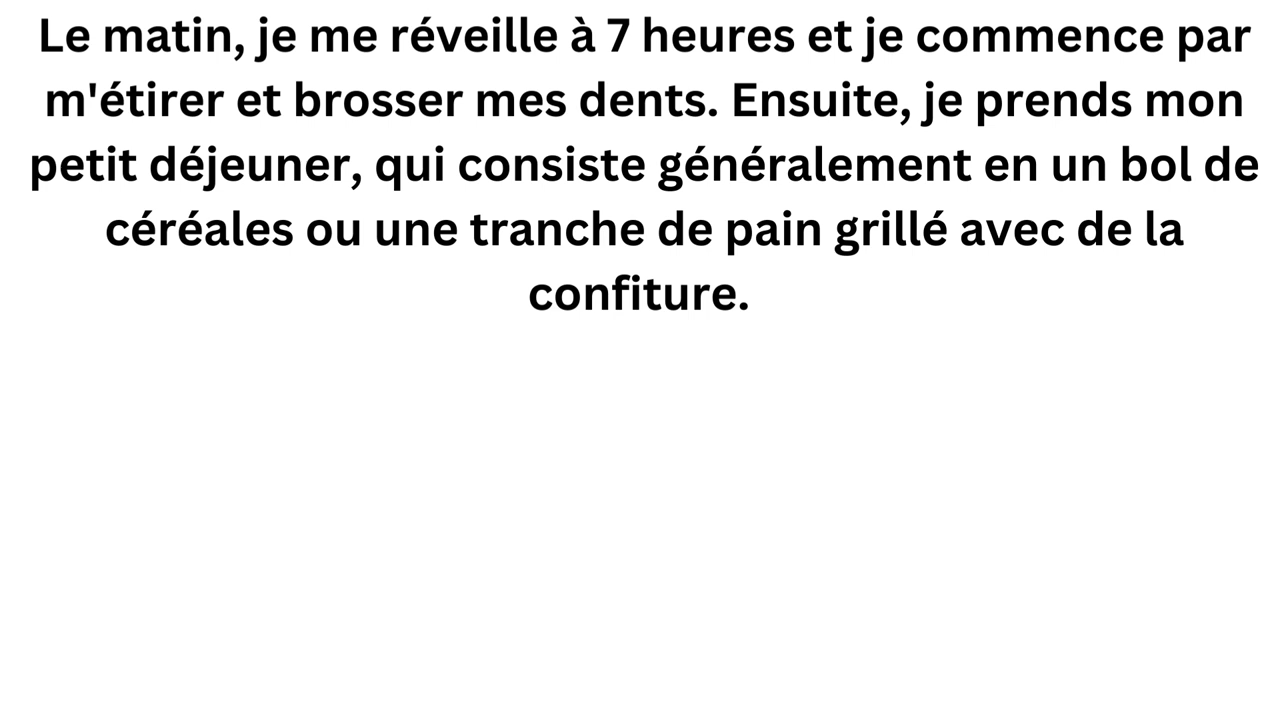 Le matin, je me réveille à 7 heures et je commence par
m'étirer et brosser mes dents. Ensuite, je prends mon
petit déjeuner, qui consiste généralement en un bol de
céréales ou une tranche de pain grillé avec de la
confiture.